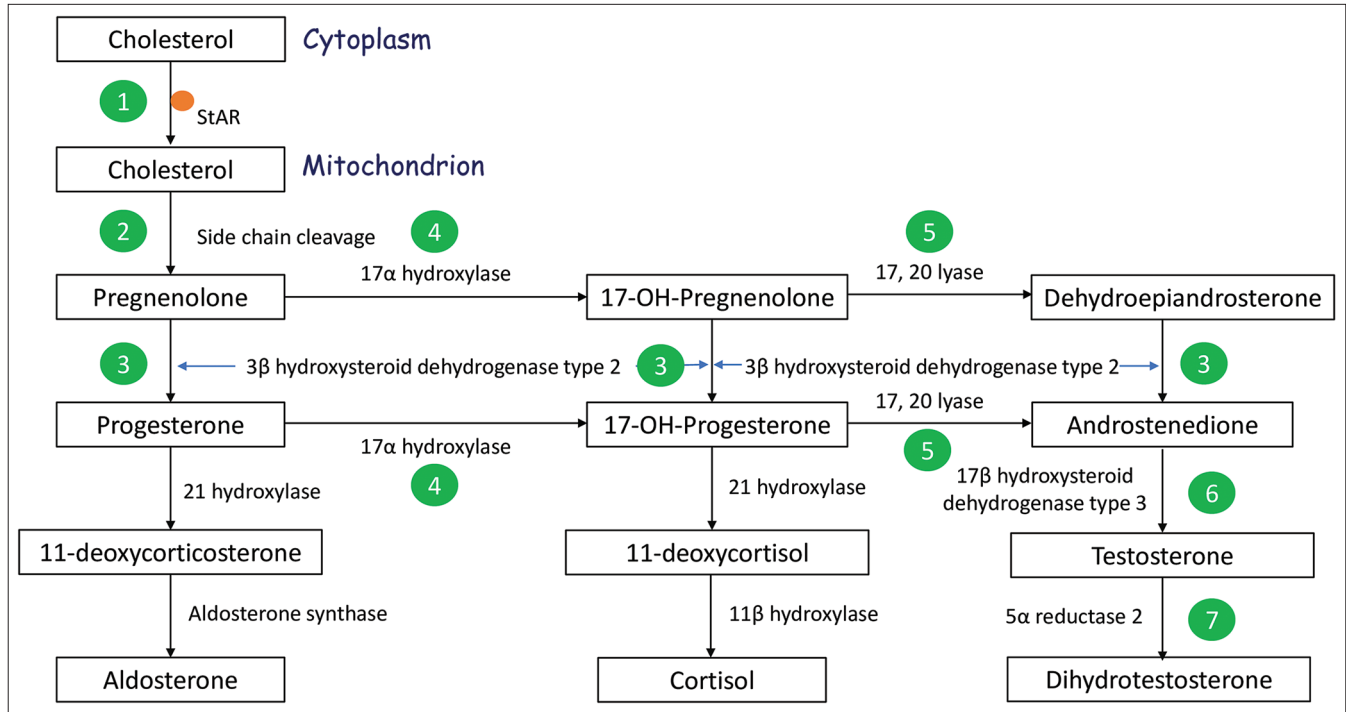 Cholesterol
Cytoplasm
1
StAR
Cholesterol
Mitochondrion
2
Side chain cleavage
4
17α hydroxylase
5
17, 20 lyase
Pregnenolone
17-OH-Pregnenolone
Dehydroepiandrosterone
3
3β hydroxysteroid dehydrogenase type 2
3
3β hydroxysteroid dehydrogenase type 2
3
Progesterone
17α hydroxylase
4
17-OH-Progesterone
17, 20 lyase
5
Androstenedione
21 hydroxylase
21 hydroxylase
17β hydroxysteroid
dehydrogenase type 3
6
11-deoxycorticosterone
11-deoxycortisol
Testosterone
Aldosterone synthase
11β hydroxylase
5α reductase 2
7
Aldosterone
Cortisol
Dihydrotestosterone